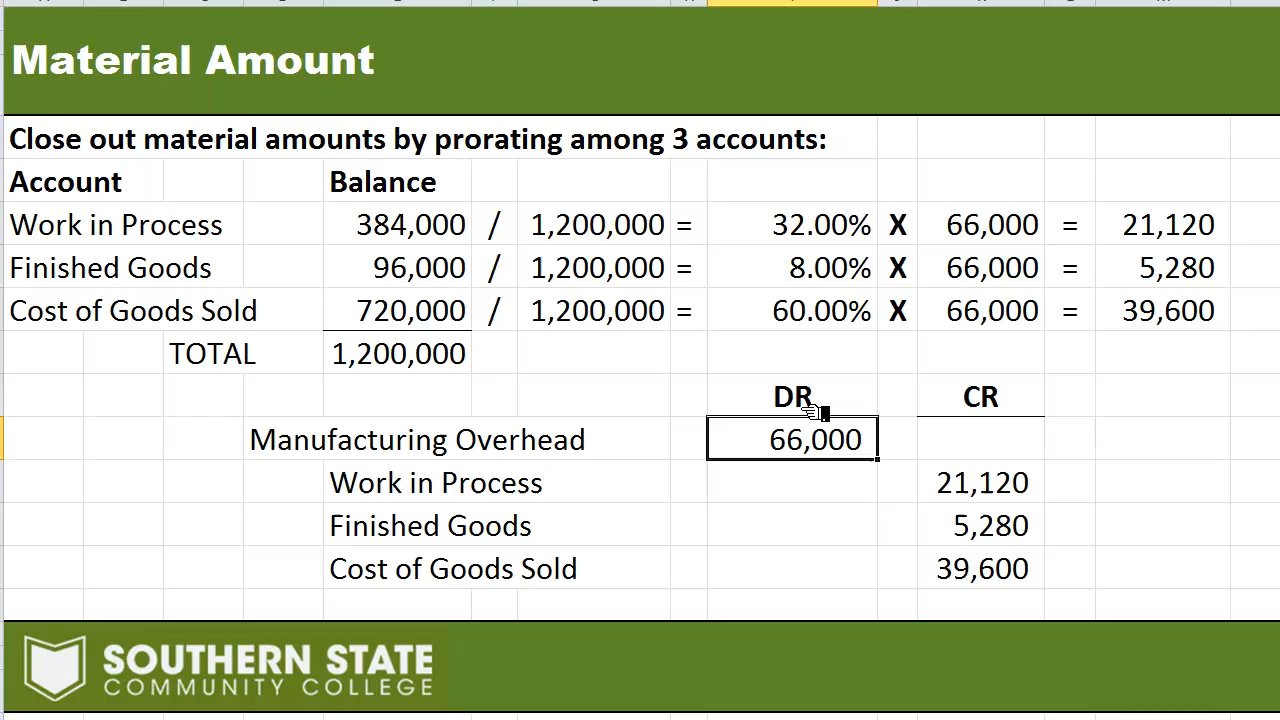 Material Amount
Close out material amounts by prorating among 3 accounts:
Account Balance
Work in Process 384,000 / 1,200,000 = 32.00% X 66,000 = 21,120
Finished Goods 96,000 / 1,200,000 = 8.00% X 66,000 = 5,280
Cost of Goods Sold 720,000 / 1,200,000 = 60.00% X 66,000 = 39,600
TOTAL 1,200,000
DR CR
Manufacturing Overhead 66,000
Work in Process 21,120
Finished Goods 5,280
Cost of Goods Sold 39,600
SOUTHERN STATE
COMMUNITY COLLEGE